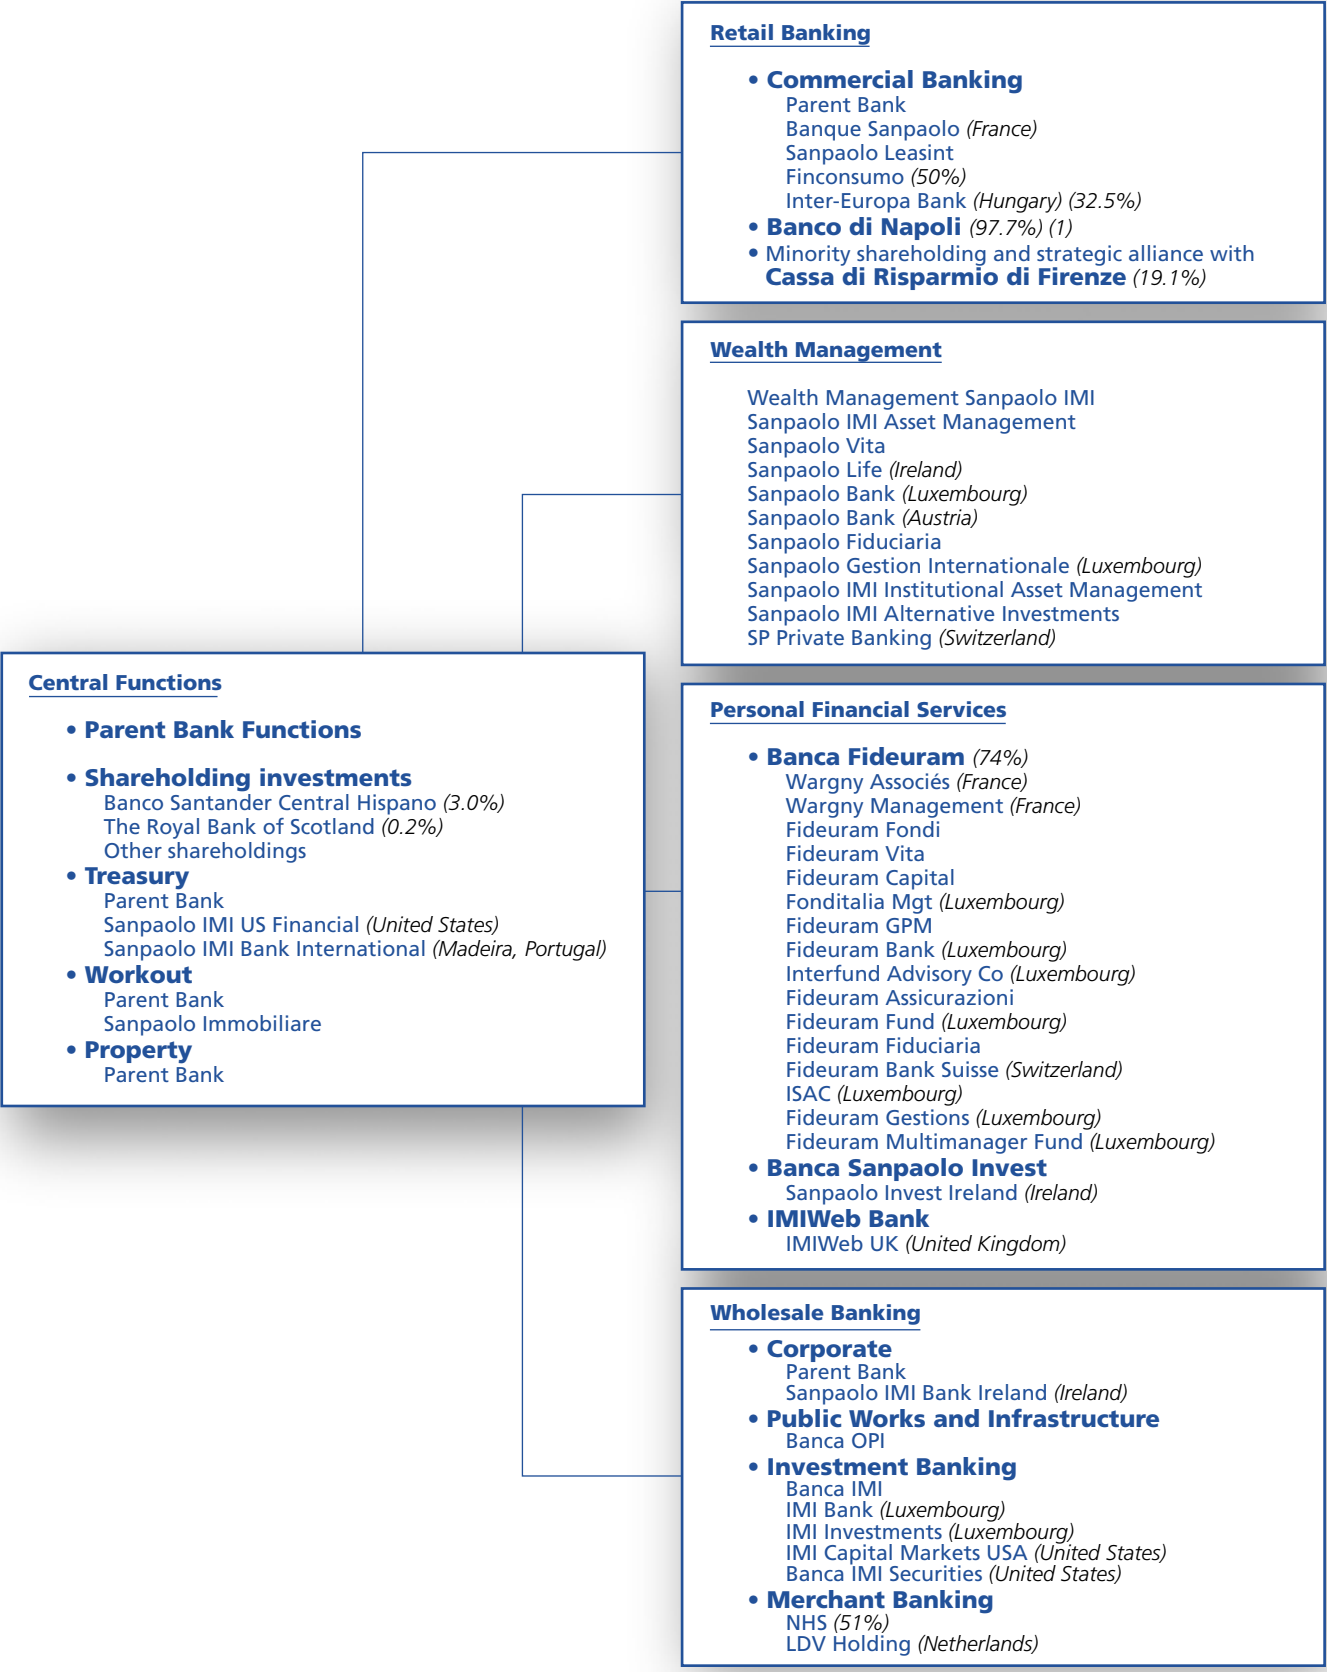 Retail Banking
• Commercial Banking
Parent Bank
Banque Sanpaolo (France)
Sanpaolo Leasint
Finconsumo (50%)
Inter-Europa Bank (Hungary) (32.5%)
• Banco di Napoli (97.7%) (1)
• Minority shareholding and strategic alliance with
Cassa di Risparmio di Firenze (19.1%)
Wealth Management
Wealth Management Sanpaolo IMI
Sanpaolo IMI Asset Management
Sanpaolo Vita
Sanpaolo Life (Ireland)
Sanpaolo Bank (Luxembourg)
Sanpaolo Bank (Austria)
Sanpaolo Fiduciaria
Sanpaolo Gestion Internationale (Luxembourg)
Sanpaolo IMI Institutional Asset Management
Sanpaolo IMI Alternative Investments
SP Private Banking (Switzerland)
Central Functions
• Parent Bank Functions
• Shareholding investments
Banco Santander Central Hispano (3.0%)
The Royal Bank of Scotland (0.2%)
Other shareholdings
• Treasury
Parent Bank
Sanpaolo IMI US Financial (United States)
Sanpaolo IMI Bank International (Madeira, Portugal)
• Workout
Parent Bank
Sanpaolo Immobiliare
• Property
Parent Bank
Personal Financial Services
• Banca Fideuram (74%)
Wargny Associés (France)
Wargny Management (France)
Fideuram Fondi
Fideuram Vita
Fideuram Capital
Fonditalia Mgt (Luxembourg)
Fideuram GPM
Fideuram Bank (Luxembourg)
Interfund Advisory Co (Luxembourg)
Fideuram Assicurazioni
Fideuram Fund (Luxembourg)
Fideuram Fiduciaria
Fideuram Bank Suisse (Switzerland)
ISAC (Luxembourg)
Fideuram Gestions (Luxembourg)
Fideuram Multimanager Fund (Luxembourg)
• Banca Sanpaolo Invest
Sanpaolo Invest Ireland (Ireland)
• IMIWeb Bank
IMIWeb UK (United Kingdom)
Wholesale Banking
• Corporate
Parent Bank
Sanpaolo IMI Bank Ireland (Ireland)
• Public Works and Infrastructure
Banca OPI
• Investment Banking
Banca IMI
IMI Bank (Luxembourg)
IMI Investments (Luxembourg)
IMI Capital Markets USA (United States)
Banca IMI Securities (United States)
• Merchant Banking
NHS (51%)
LDV Holding (Netherlands)